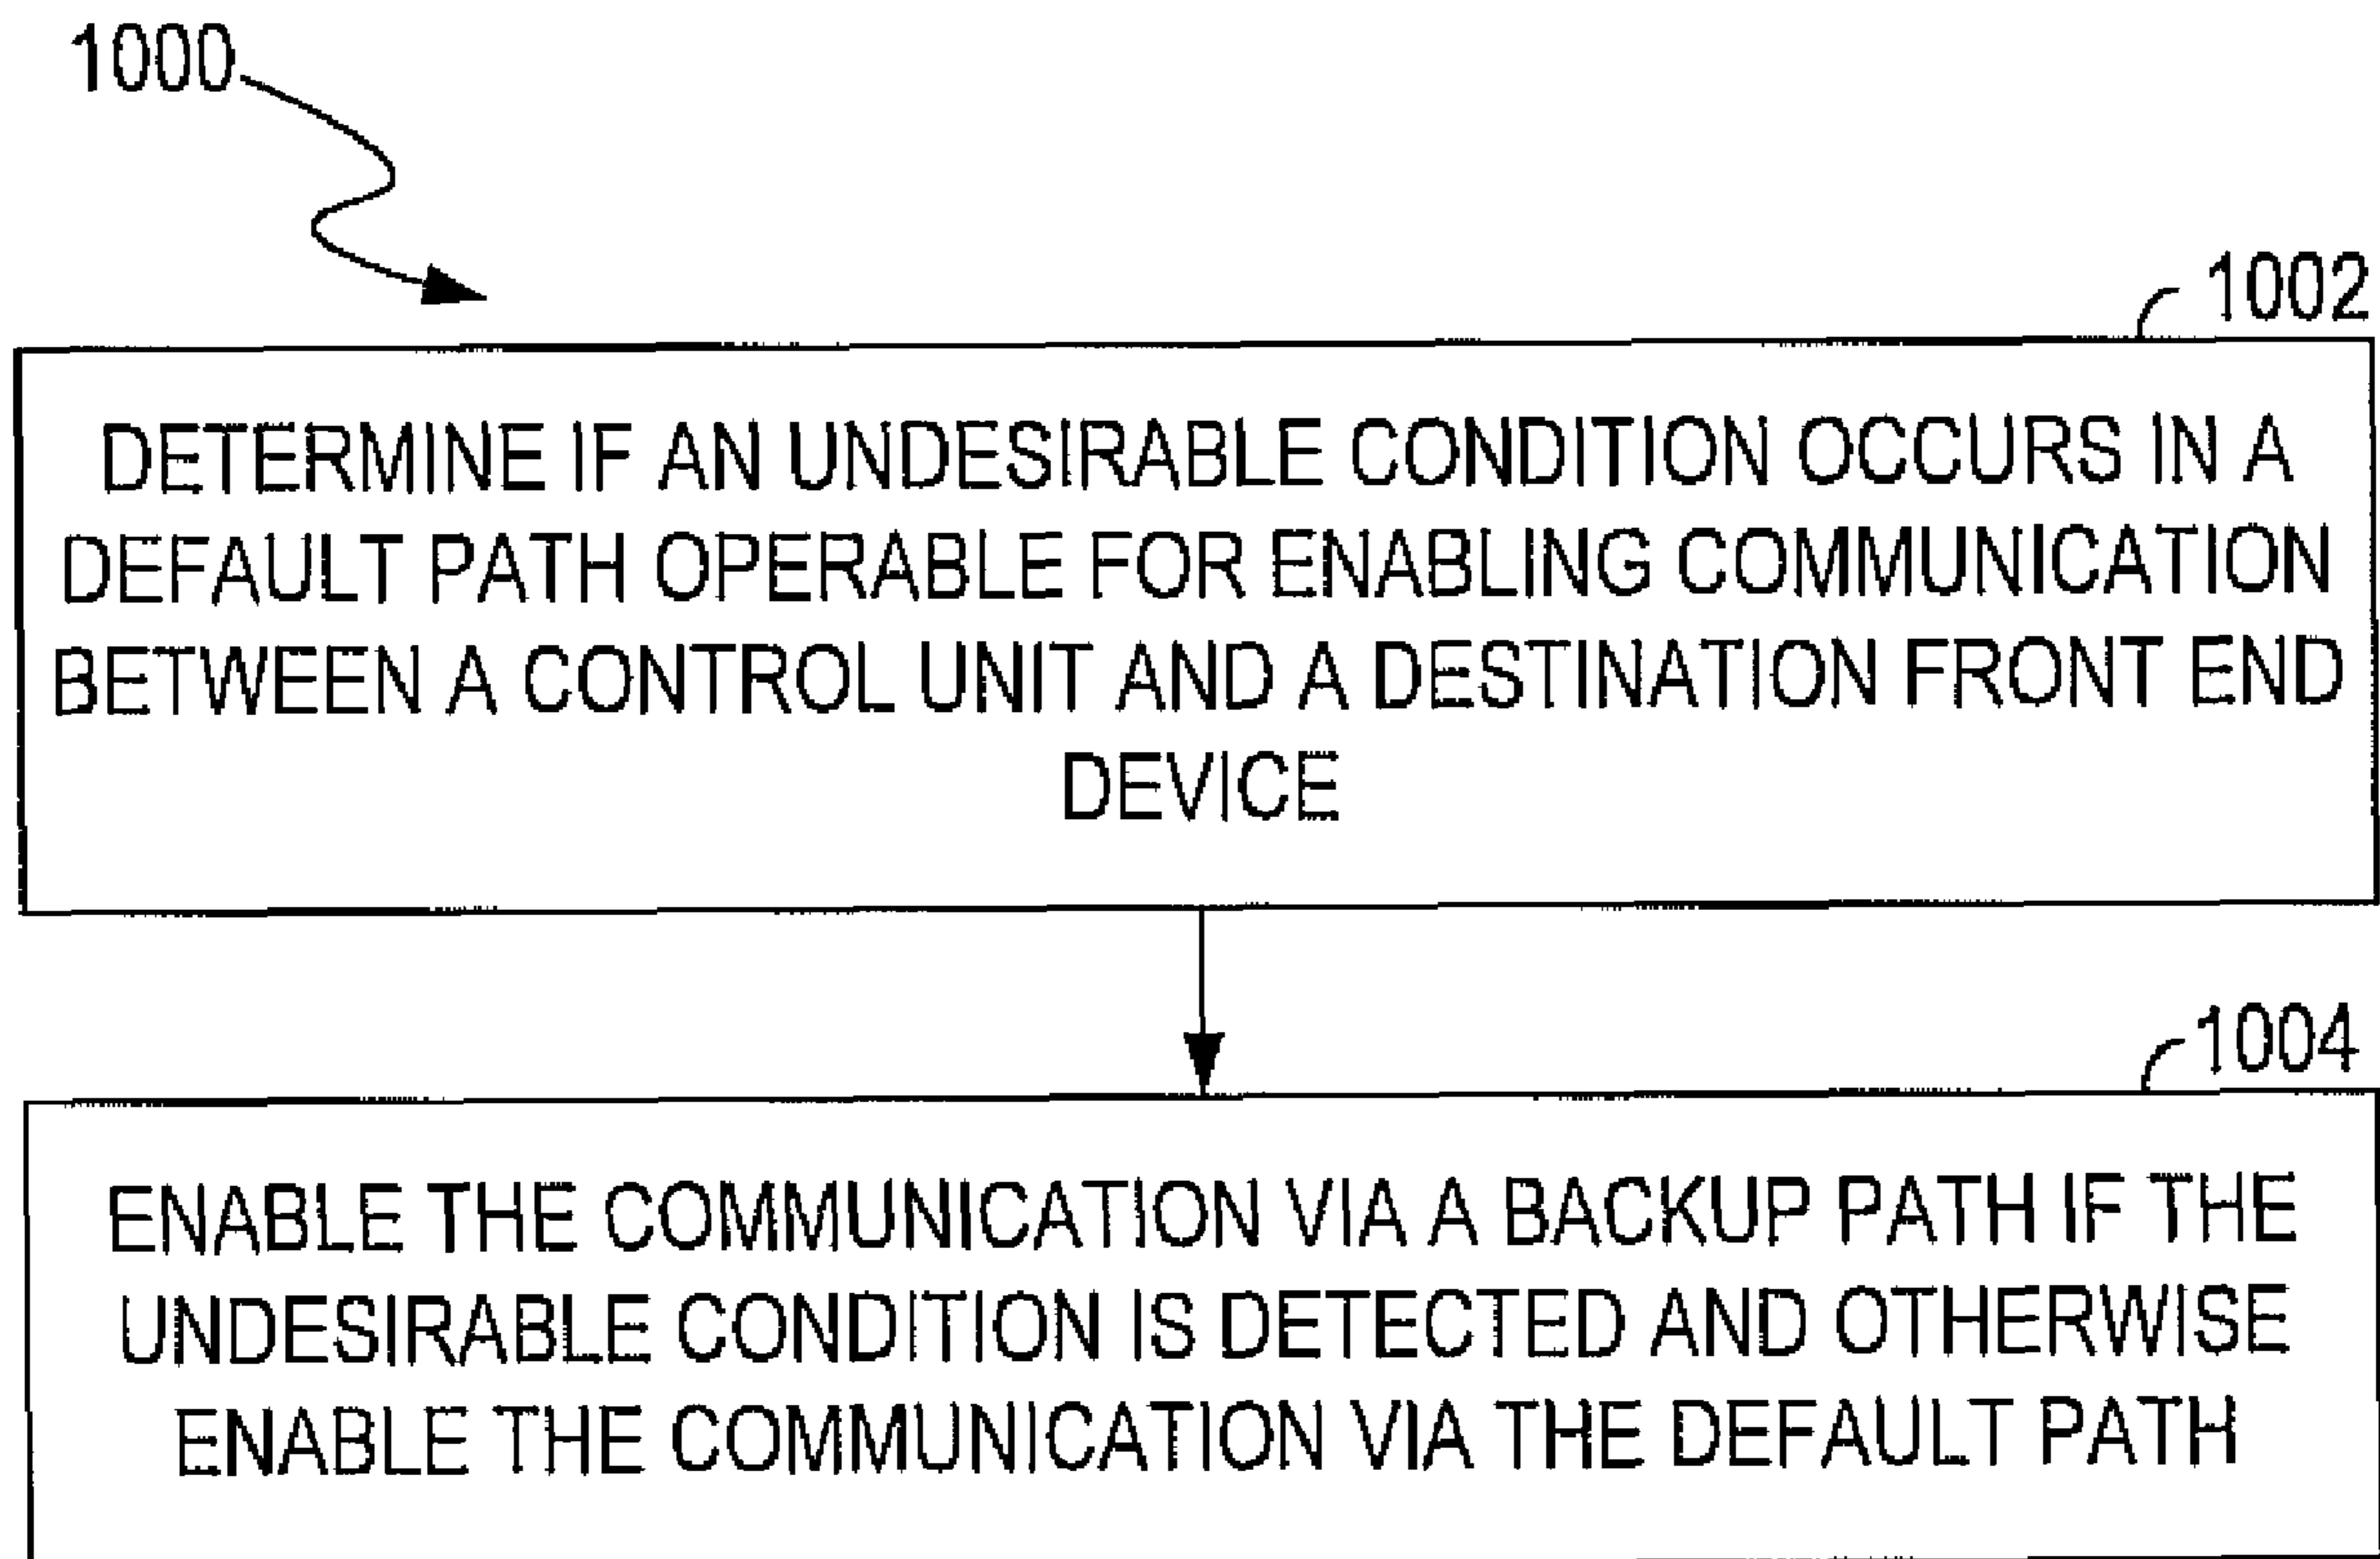 1000
1002
DETERMINE IF AN UNDESIRABLE CONDITION OCCURS IN A
DEFAULT PATH OPERABLE FOR ENABLING COMMUNICATION
BETWEEN A CONTROL UNIT AND A DESTINATION FRONT END
DEVICE
1004
ENABLE THE COMMUNICATION VIA A BACKUP PATH IF THE
UNDESIRABLE CONDITION IS DETECTED AND OTHERWISE
ENABLE THE COMMUNICATION VIA THE DEFAULT PATH